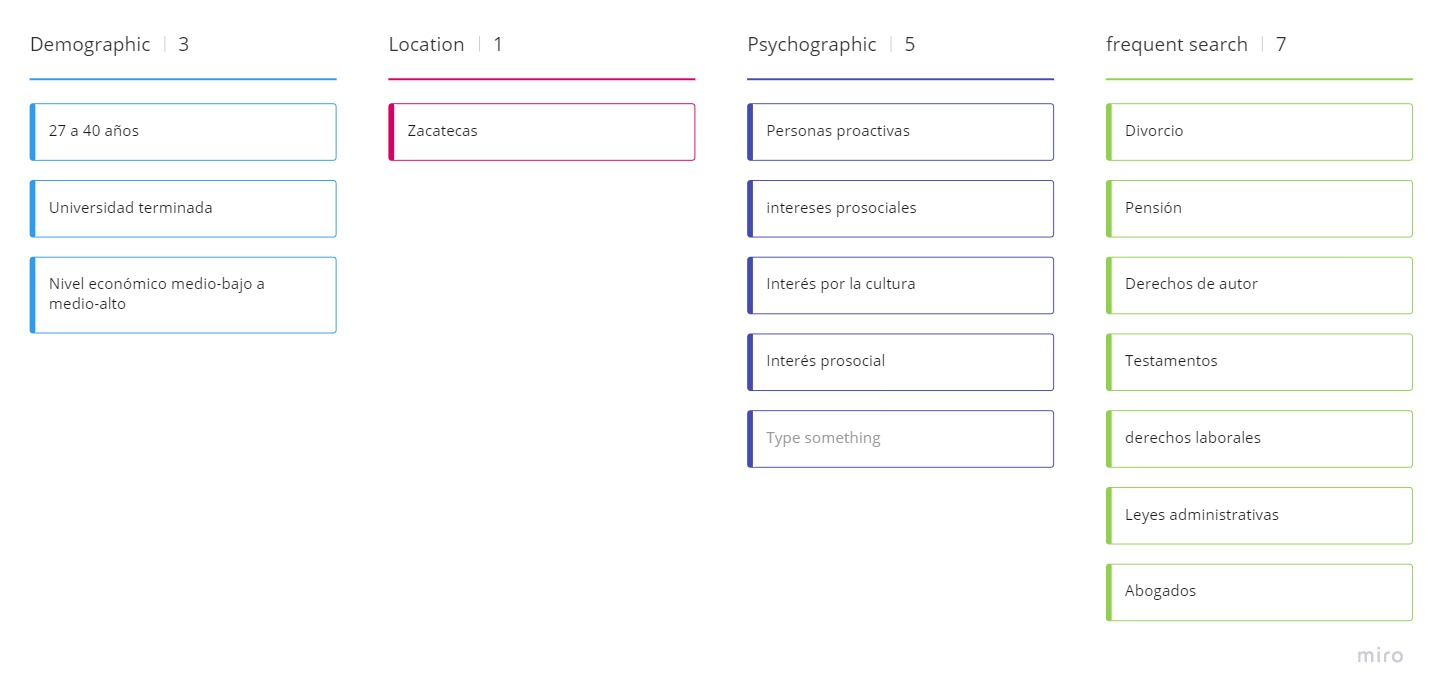 Demographic 3
27 a 40 años
Universidad terminada
Nivel económico medio-bajo a
medio-alto
Location 1
Zacatecas
Psychographic 5
Personas proactivas
intereses prosociales
Interés por la cultura
Interés prosocial
Type something
frequent search 7
Divorcio
Pensión
Derechos de autor
Testamentos
derechos laborales
Leyes administrativas
Abogados
miro